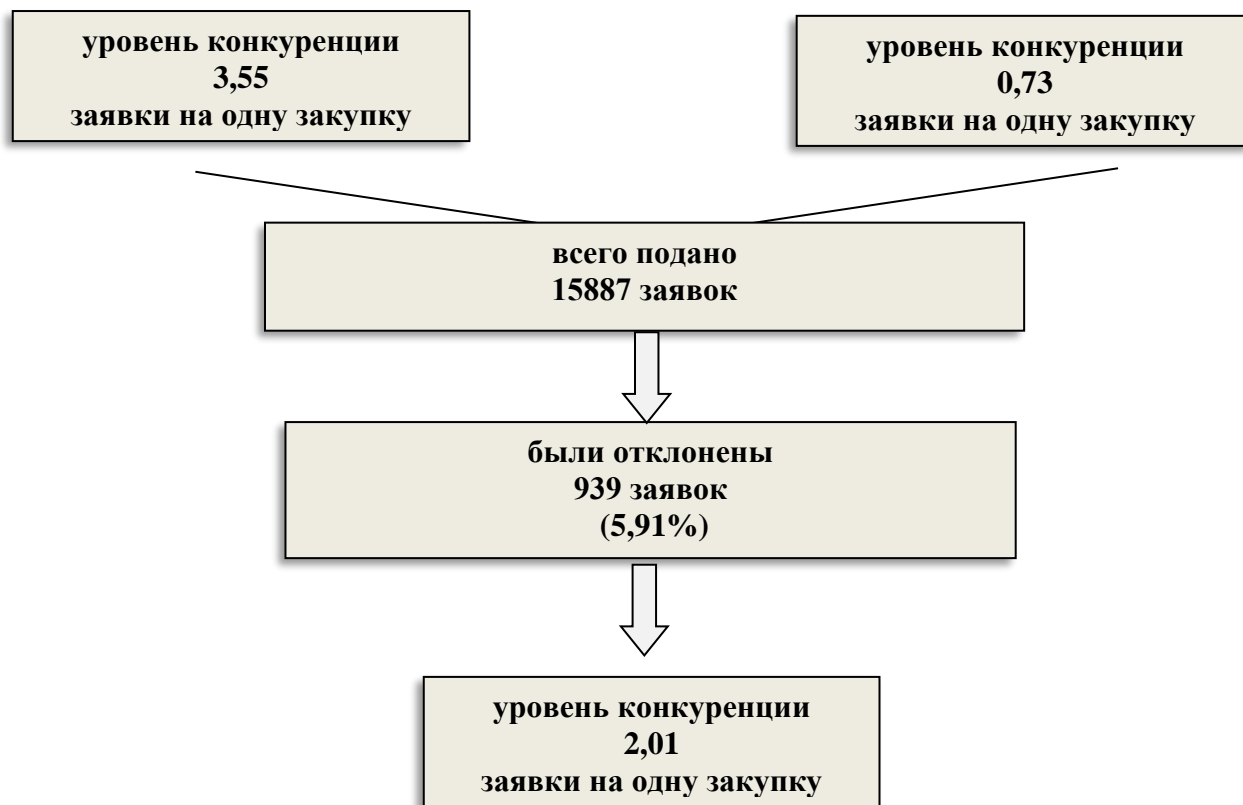 уровень конкуренции
3,55
заявки на одну закупку
уровень конкуренции
0,73
заявки на одну закупку
всего подано
15887 заявок
были отклонены
939 заявок
(5,91%)
уровень конкуренции
2,01
заявки на одну закупку